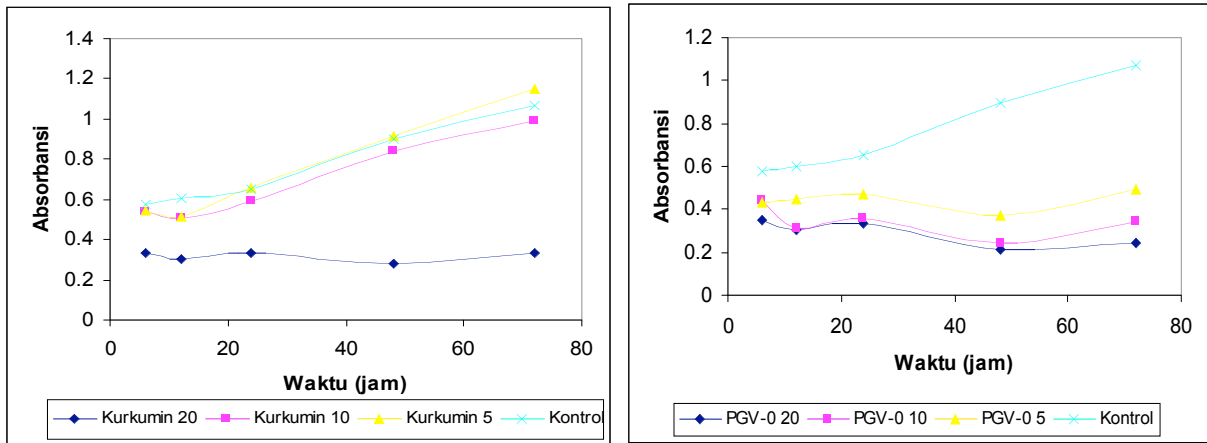 1.4
1.2
1
0.8
0.6
0.4
0.2
0
Absorbansi
0 20 40 60 80
Waktu (jam)
Kurkumin 20 Kurkumin 10 Kurkumin 5 Kontrol
1.2
1
0.8
0.6
0.4
0.2
0
Absorbansi
0 20 40 60 80
Waktu (jam)
PGV-0 20 PGV-0 10 PGV-0 5 Kontrol